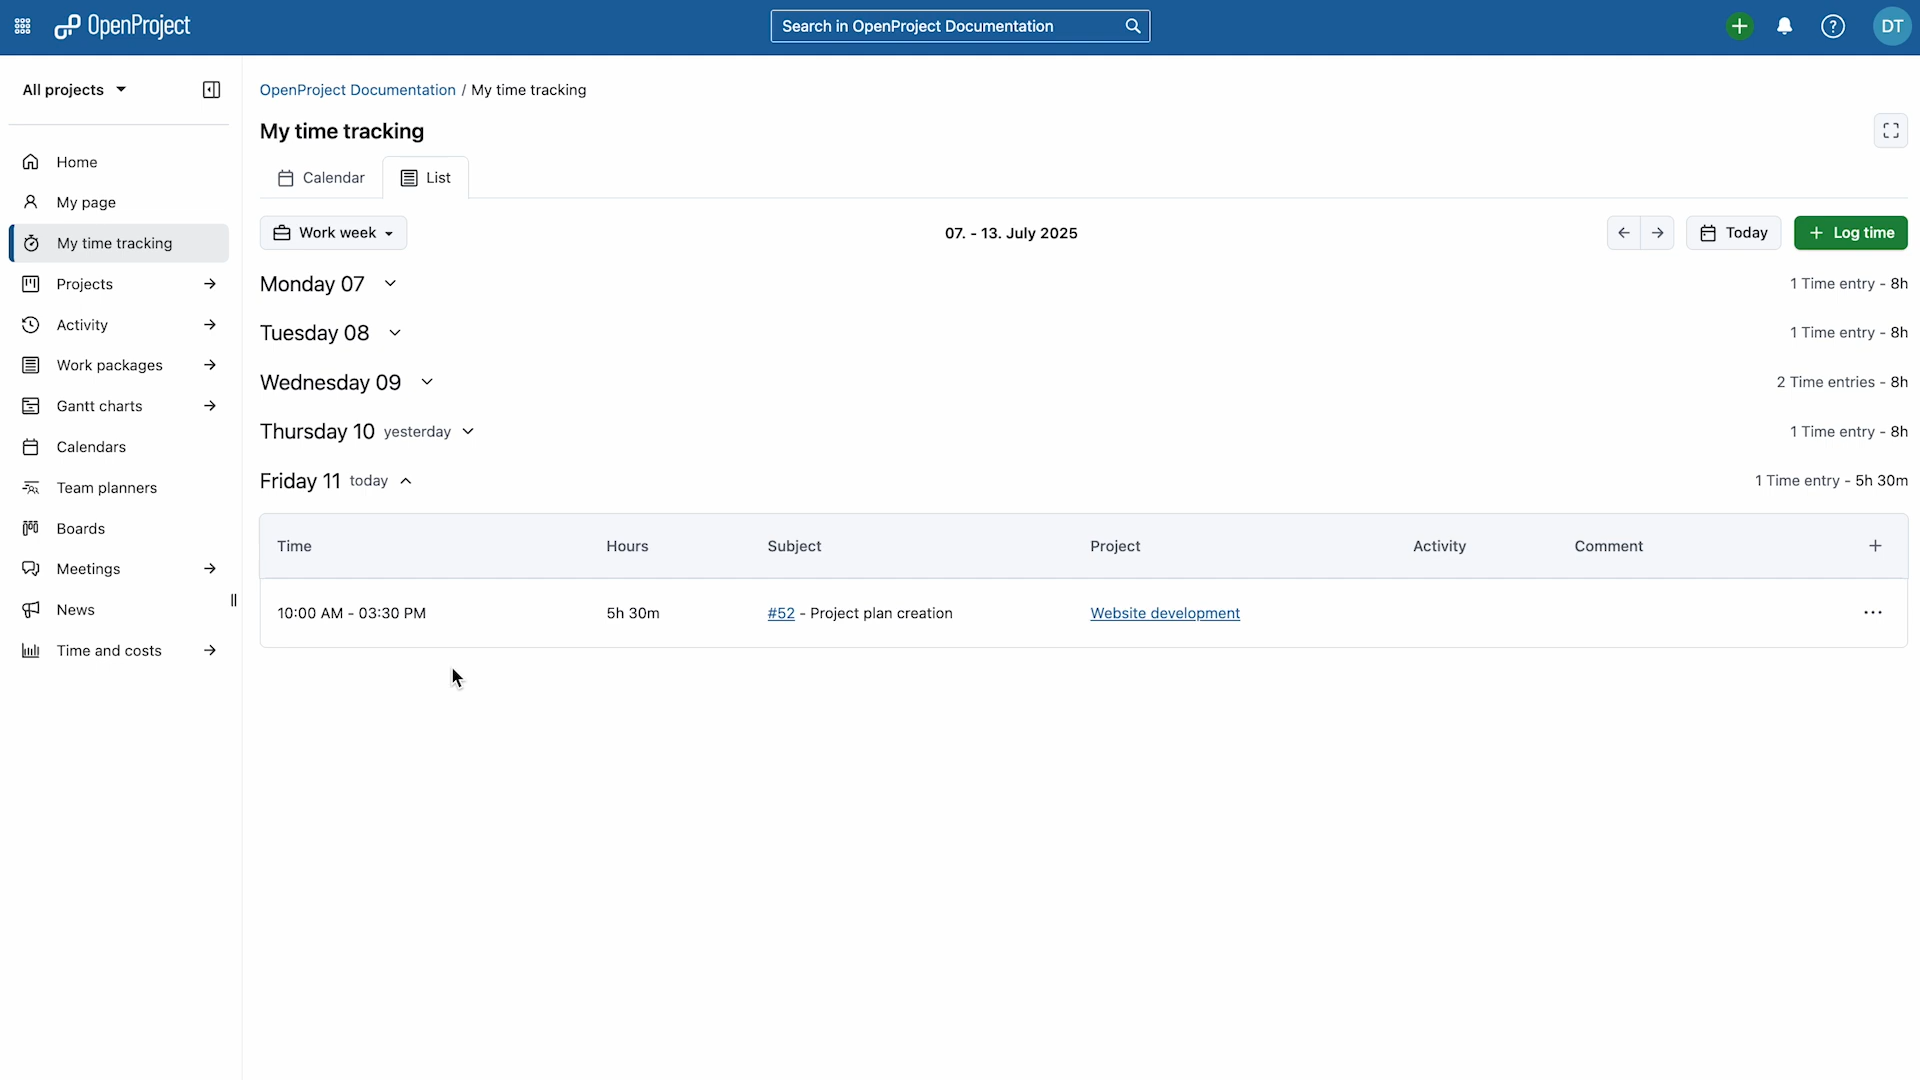 OpenProject
Search in OpenProject Documentation
DT
All projects
Home
My page
My time tracking
Projects
Activity
Work packages
Gantt charts
Calendars
Team planners
Boards
Meetings
News
Time and costs
OpenProject Documentation / My time tracking
My time tracking
Calendar List
Work week 07. - 13. July 2025 Today + Log time
Monday 07 1 Time entry - 8h
Tuesday 08 1 Time entry - 8h
Wednesday 09 2 Time entries - 8h
Thursday 10 yesterday 1 Time entry - 8h
Friday 11 today 1 Time entry - 5h 30m
Time Hours Subject Project Activity Comment +
10:00 AM - 03:30 PM 5h 30m #52 - Project plan creation Website development ...